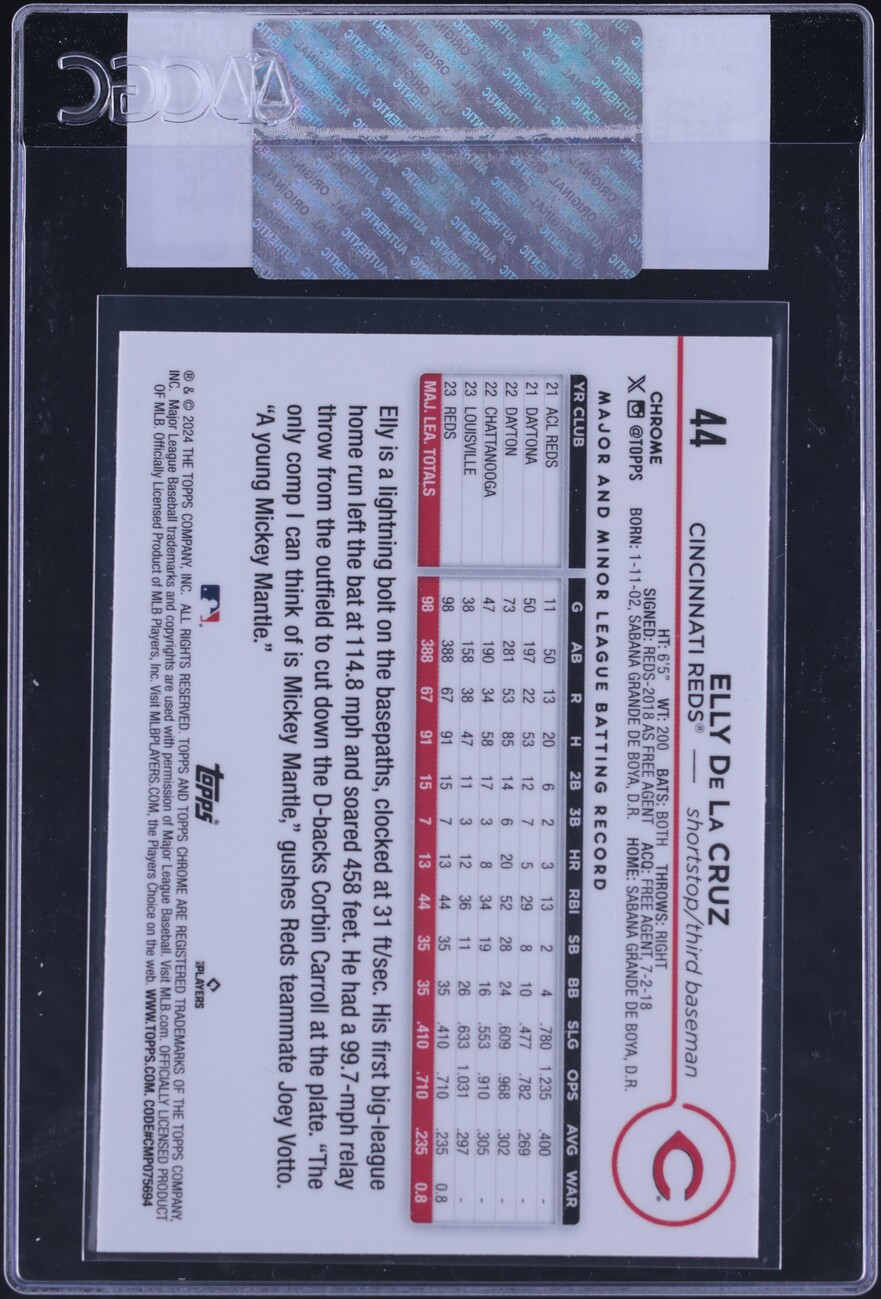 44
ELLY DE LA CRUZ
CINCINNATI REDS® — shortstop/third baseman
CHROME
@TOPPS
HT: 6'5" WT: 200 BATS: BOTH THROWS: RIGHT
SIGNED: REDS-2018 AS FREE AGENT ACQ: FREE AGENT, 7-2-18
BORN: 1-11-02, SABANA GRANDE DE BOYA, D.R. HOME: SABANA GRANDE DE BOYA, D.R.
MAJOR AND MINOR LEAGUE BATTING RECORD
YR CLUB G AB R H 2B 3B HR RBI SB BB SLG OPS AVG WAR
21 ACL REDS 11 50 13 20 6 2 3 13 2 4 .780 1.235 .400 -
21 DAYTONA 50 197 22 53 12 7 5 29 8 10 .477 .782 .269 -
22 DAYTON 73 281 53 85 14 6 20 52 28 24 .609 .968 .302 -
22 CHATTANOOGA 47 190 34 58 17 3 8 34 19 16 .553 .910 .305 -
23 LOUISVILLE 38 158 38 47 11 3 12 36 11 26 .633 1.031 .297 -
23 REDS 98 388 67 91 15 7 13 44 35 35 .410 .710 .235 0.8
MAJ. LEA. TOTALS 98 388 67 91 15 7 13 44 35 35 .410 .710 .235 0.8
Elly is a lightning bolt on the basepaths, clocked at 31 ft/sec. His first big-league
home run left the bat at 114.8 mph and soared 458 feet. He had a 99.7-mph relay
throw from the outfield to cut down the D-backs Corbin Carroll at the plate. “The
only comp I can think of is Mickey Mantle,” gushes Reds teammate Joey Votto.
“A young Mickey Mantle.”
topps®
PLAYERS
® & © 2024 THE TOPPS COMPANY, INC. ALL RIGHTS RESERVED. TOPPS AND TOPPS CHROME ARE REGISTERED TRADEMARKS OF THE TOPPS COMPANY,
INC. Major League Baseball trademarks and copyrights are used with permission of Major League Baseball. Visit MLB.com. OFFICIALLY LICENSED PRODUCT
OF MLB. Officially Licensed Product of MLB Players, Inc. Visit MLBPLAYERS.COM, the Players Choice on the web. WWW.TOPPS.COM. CODE#CMP075694
ORIGINAL
AUTHENTIC